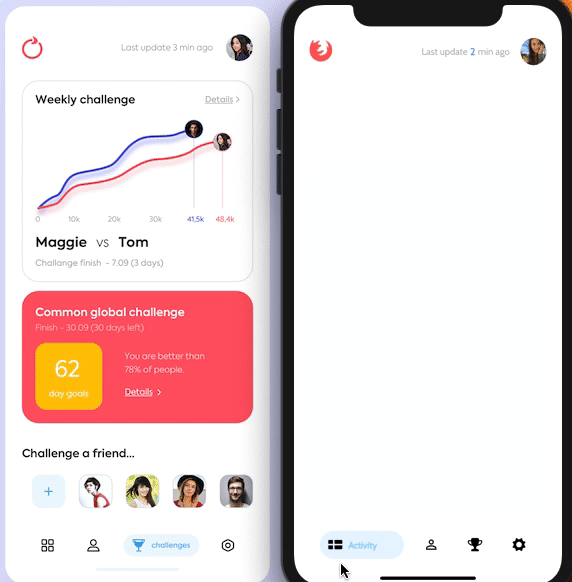 Last update 3 min ago
Weekly challenge
Details >
0 10k 20k 30k 41,5k 48,4k
Maggie vs Tom
Challange finish - 7.09 (3 days)
Common global challenge
Finish - 30.09 (30 days left)
62
day goals
You are better than
78% of people.
Details >
Challenge a friend...
+
challenges
Last update 2 min ago
Activity